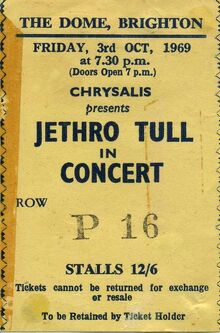 THE DOME, BRIGHTON
FRIDAY, 3rd OCT, 1969
at 7.30 p.m.
(Doors Open 7 p.m.)
CHRYSALIS
presents
JETHRO TULL
IN
CONCERT
ROW
P 16
STALLS 12/6
Tickets cannot be returned for exchange
or resale
To be Retained by Ticket Holder